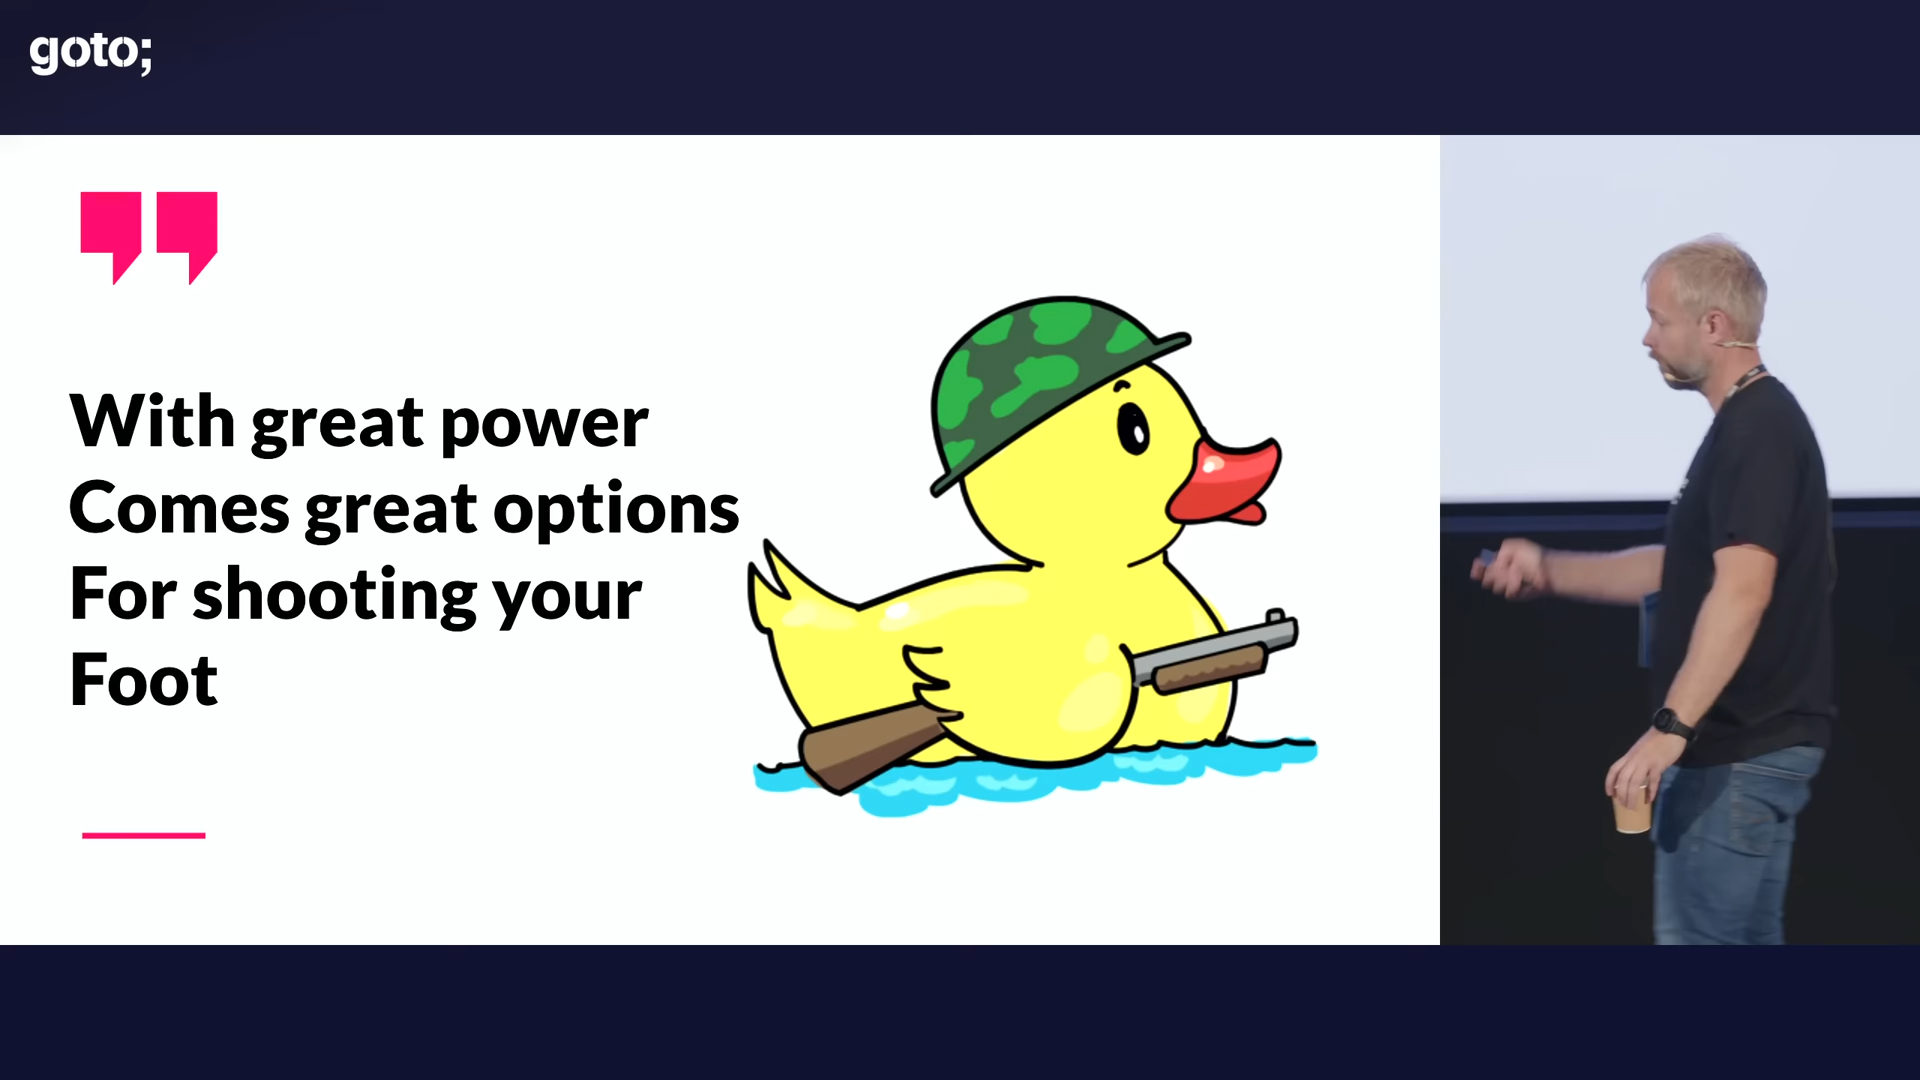 goto;
With great power
Comes great options
For shooting your
Foot